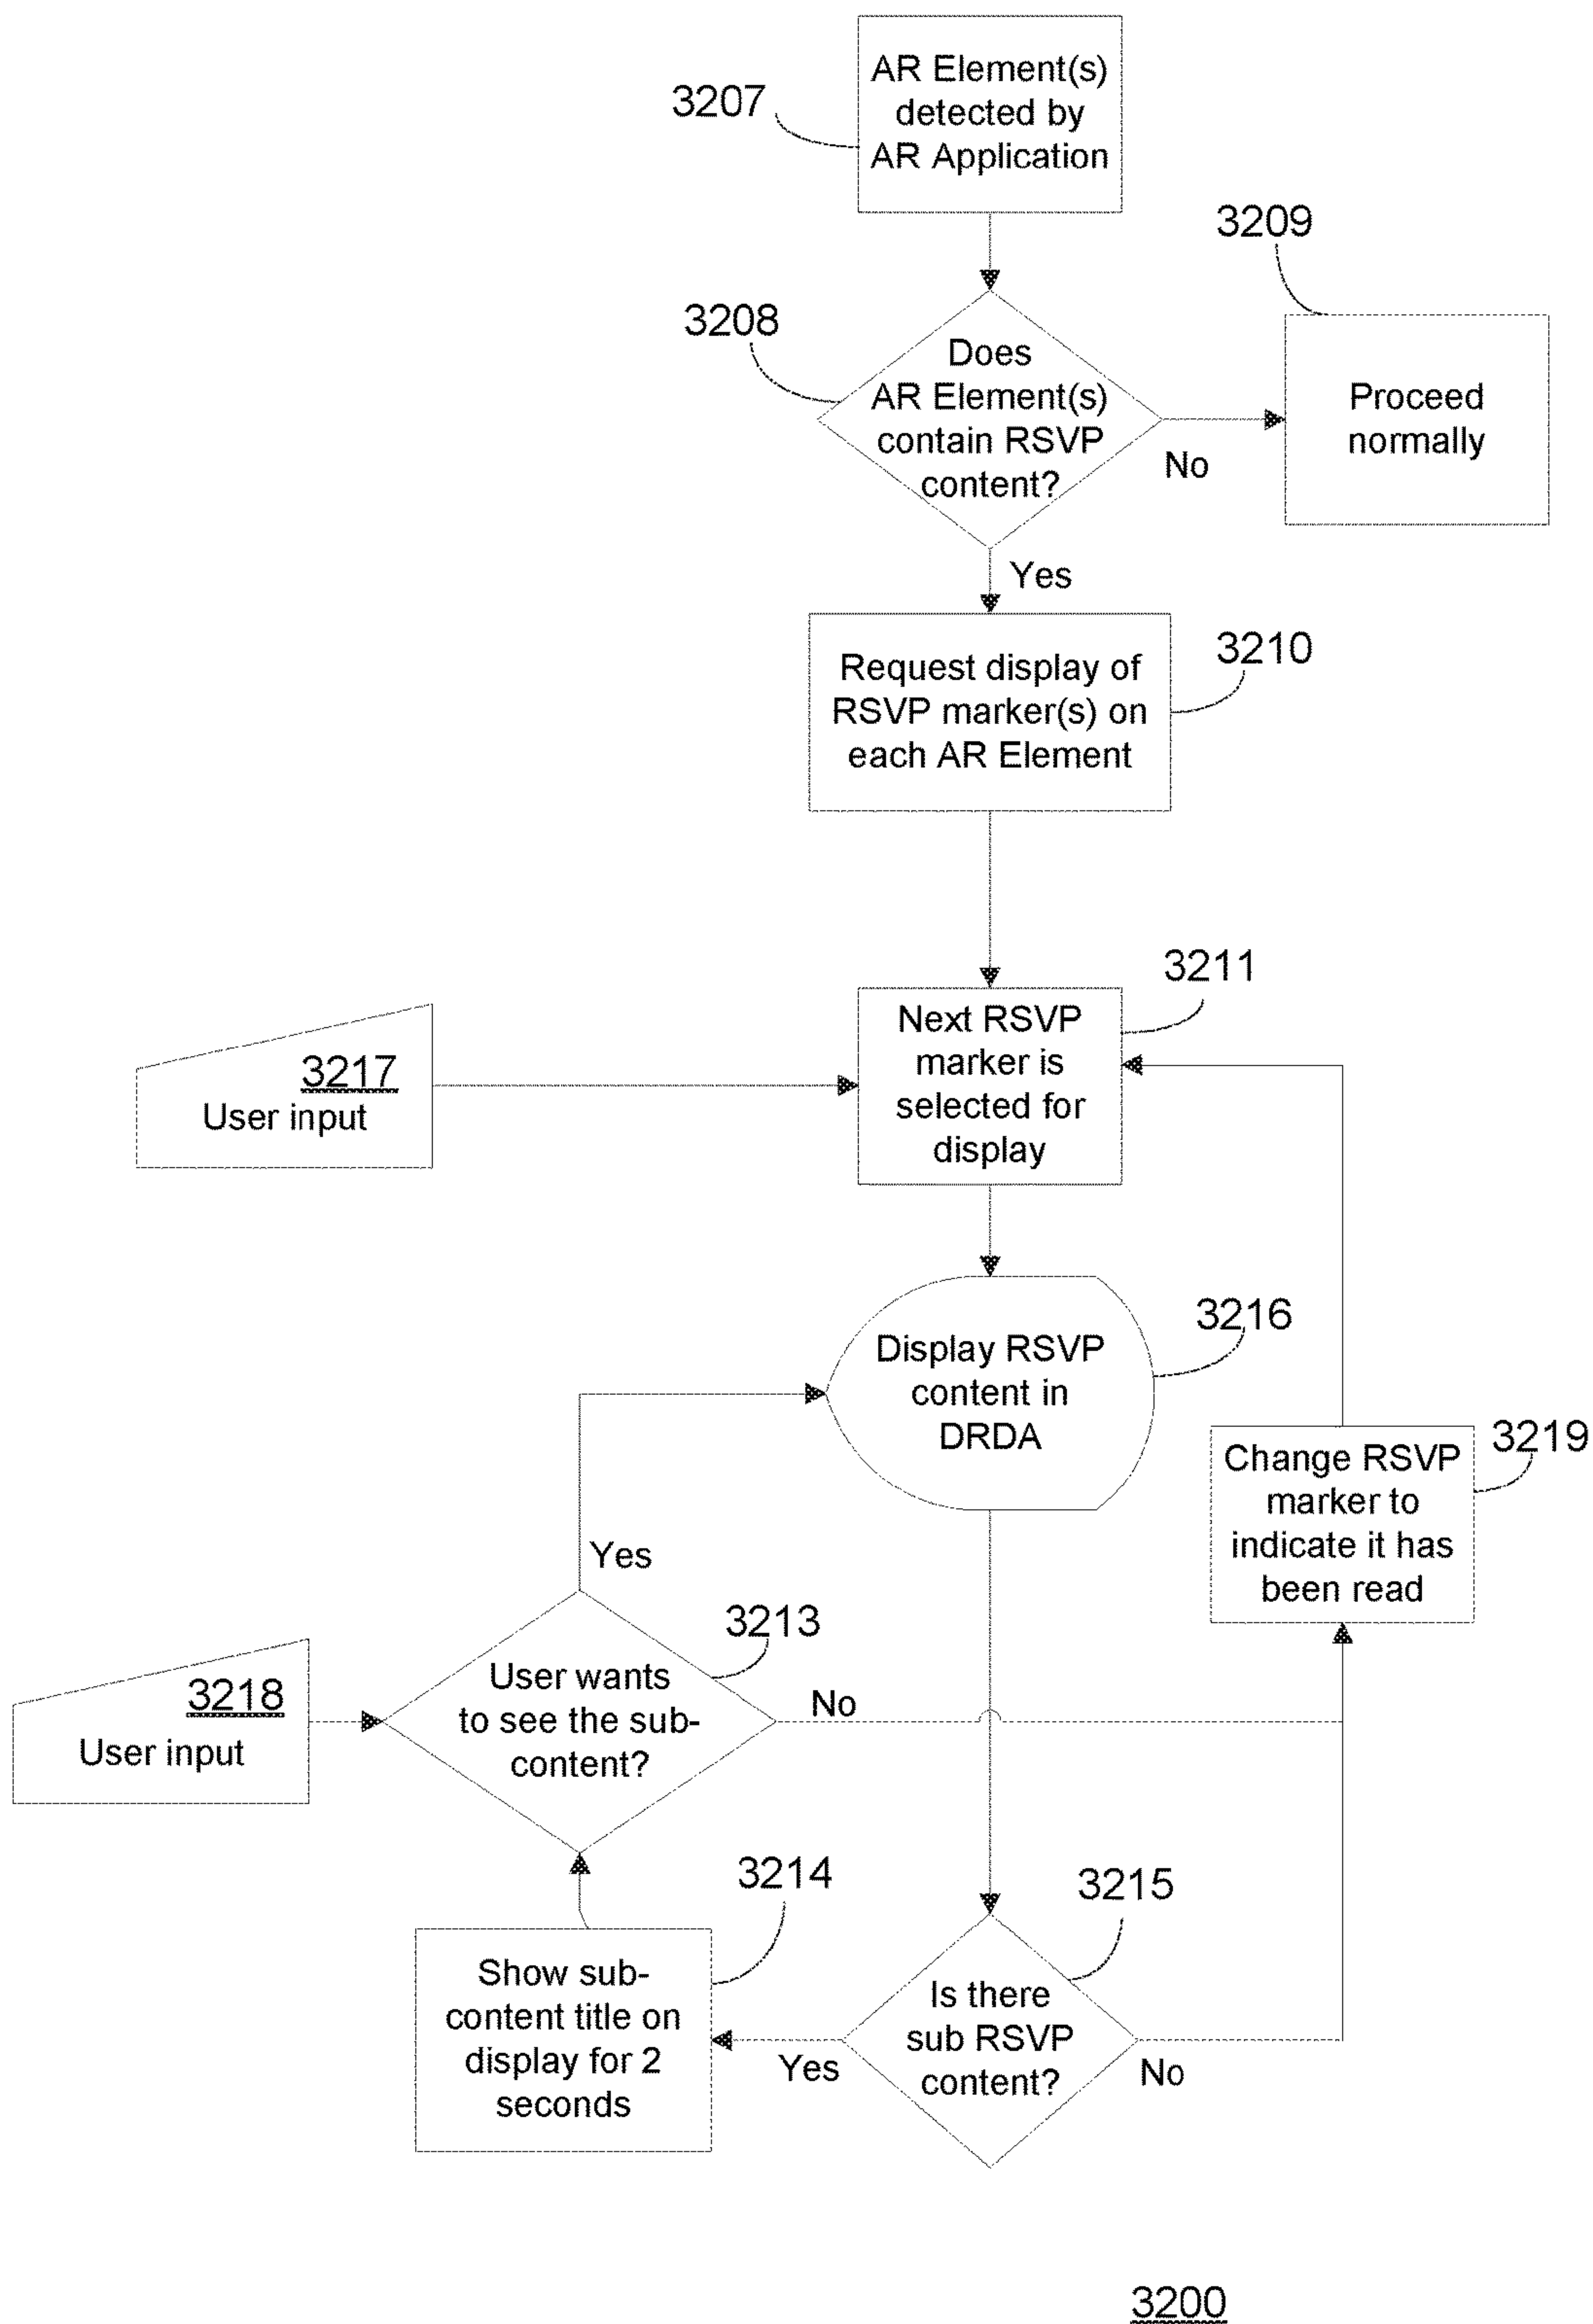 AR Element(s)
detected by
AR Application
3207
3209
3208
Does
AR Element(s)
contain RSVP
content?
No
Proceed
normally
Yes
Request display of
RSVP marker(s) on
each AR Element
3210
3211
Next RSVP
marker is
selected for
display
3217
User input
3216
Display RSVP
content in
DRDA
3219
Change RSVP
marker to
indicate it has
been read
Yes
3213
User wants
to see the sub-
content?
No
3218
User input
3214
Show sub-
content title on
display for 2
seconds
3215
Is there
sub RSVP
content?
Yes
No
3200